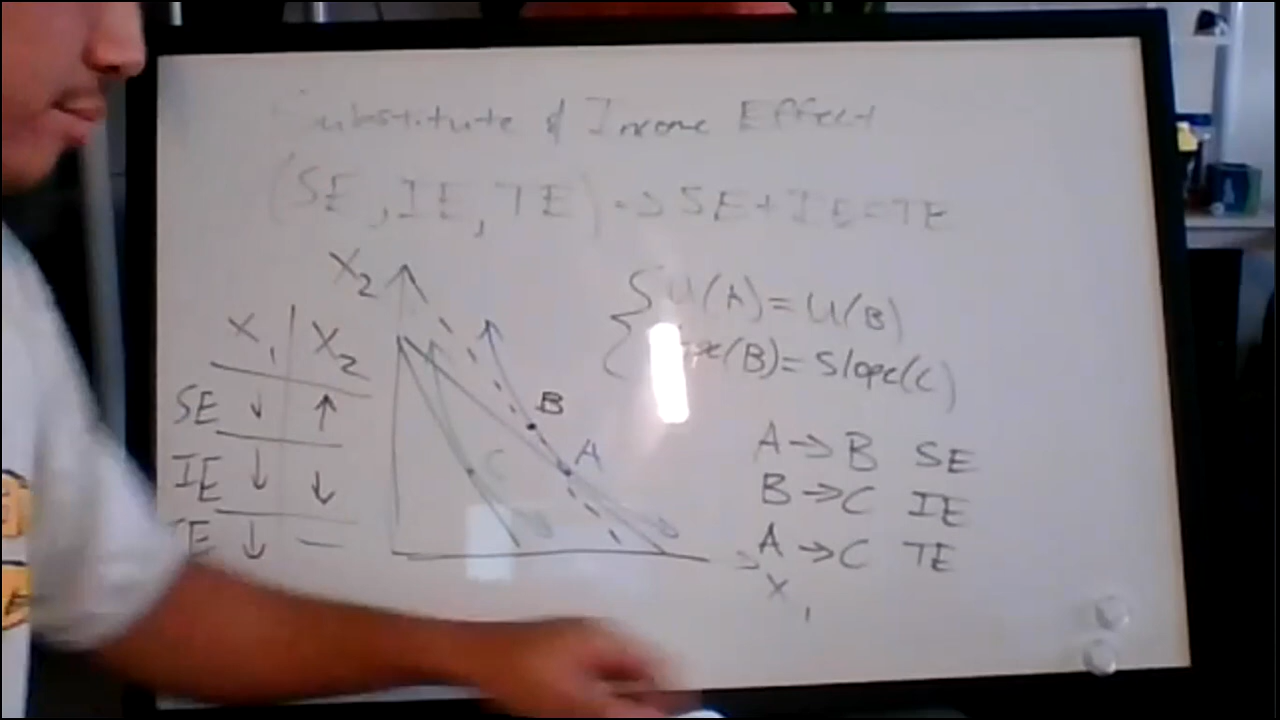 Substitute & Income Effect
(SE, IE, TE) → SE+IE=TE
X2
U(A)=U(B)
(B)=Slope(C)
X1 X2
SE ↓ ↑
IE ↓ ↓
TE ↓ —
B
A
C
A→B SE
B→C IE
A→C TE
X1